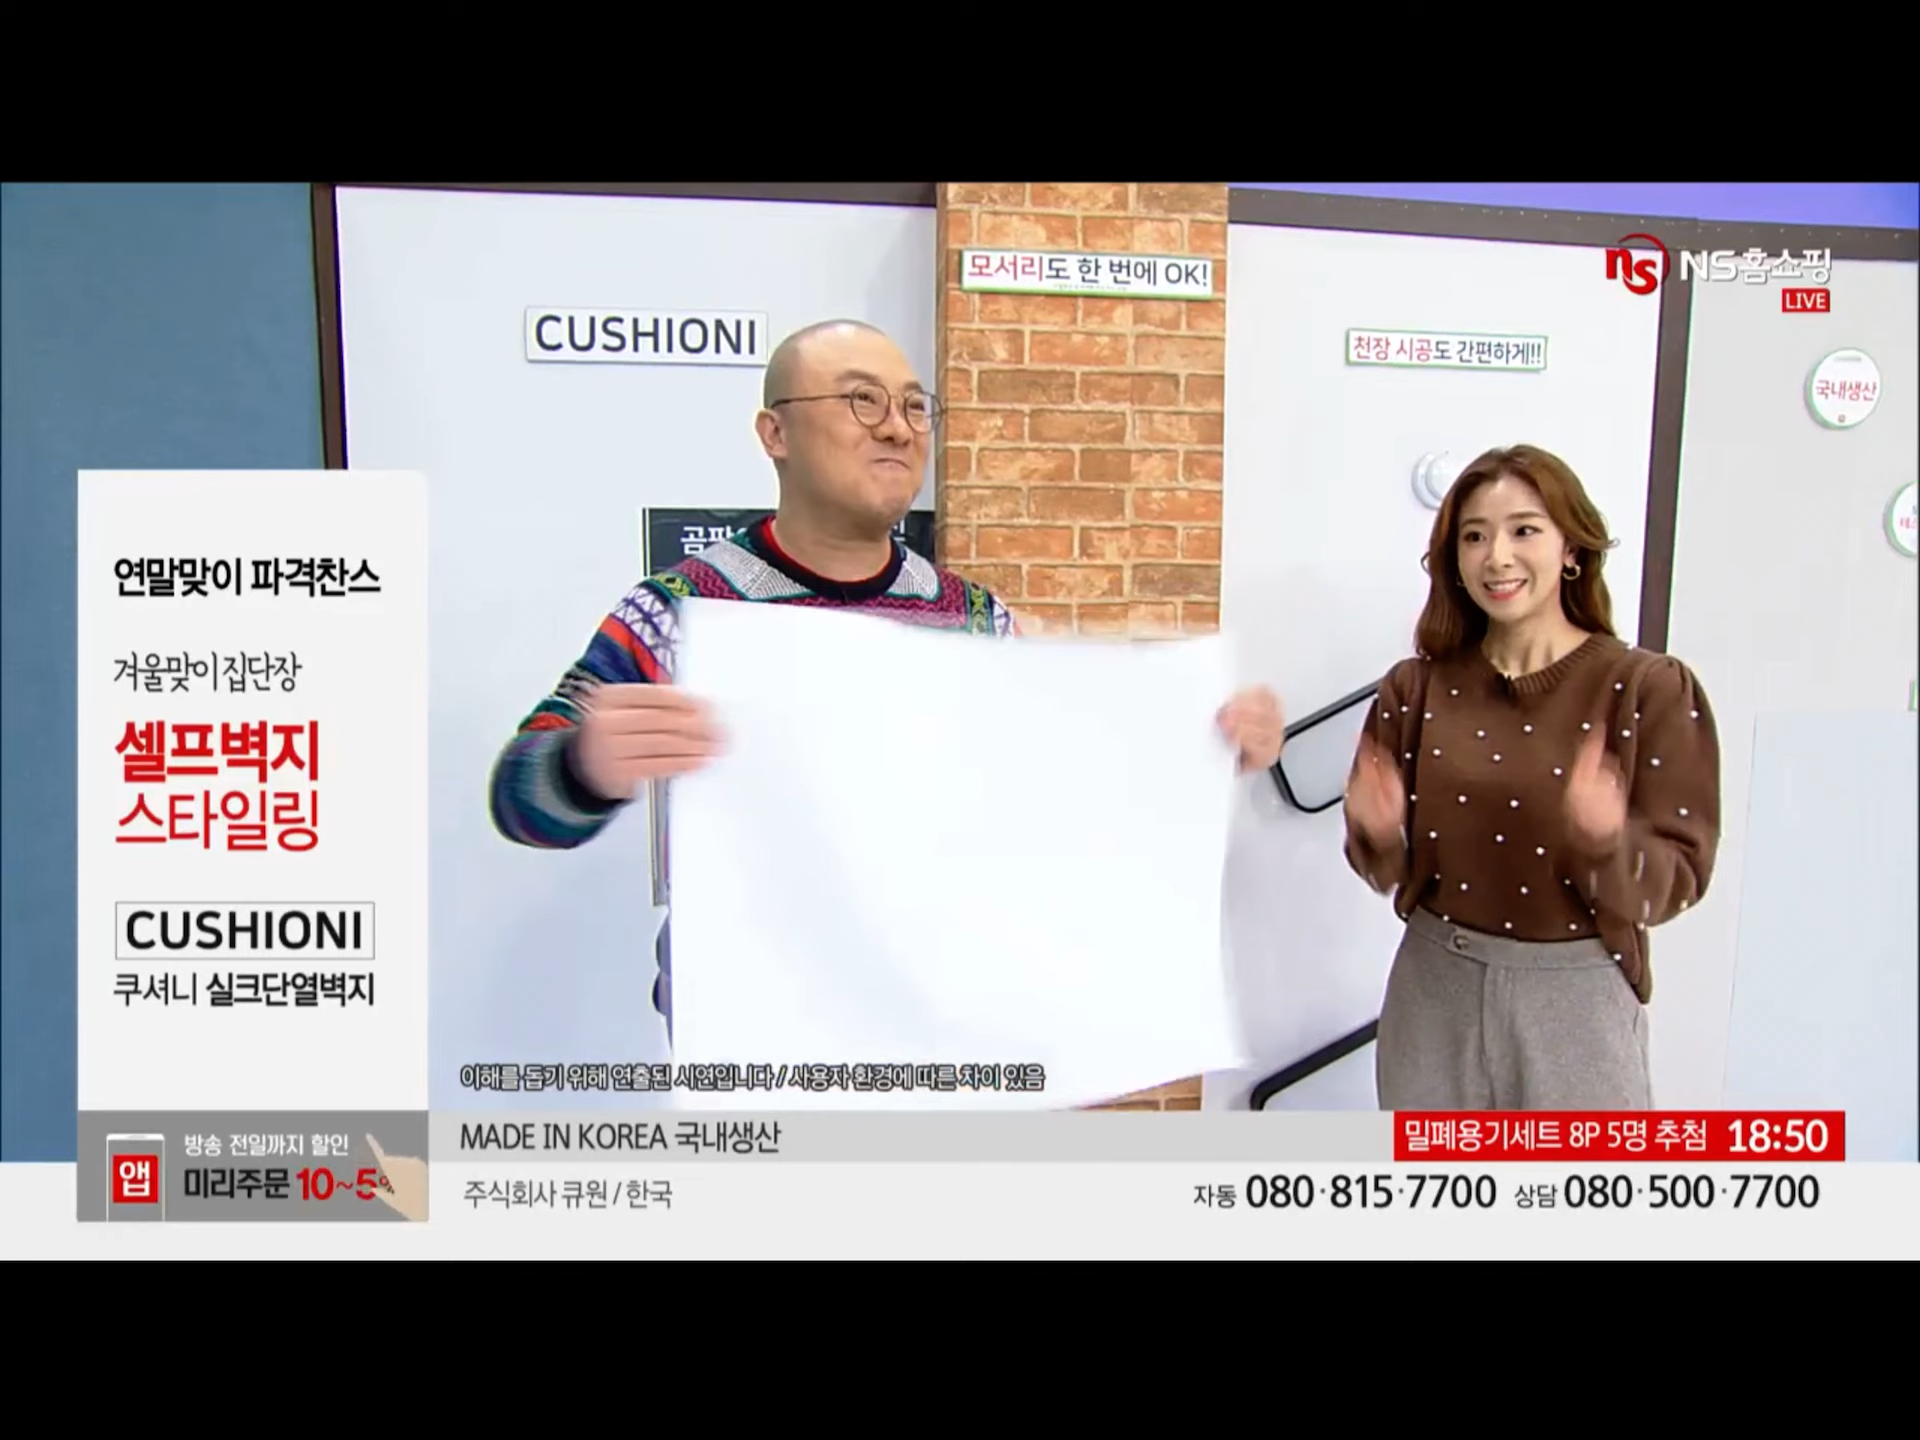 ns NS홈쇼핑
LIVE
모서리도 한 번에 OK!
CUSHIONI
천장 시공도 간편하게!!
국내생산
연말맞이 파격찬스
겨울맞이 집단장
셀프벽지
스타일링
CUSHIONI
쿠셔니 실크단열벽지
이해를 돕기 위해 연출된 시연입니다 / 사용자 환경에 따른 차이 있음
앱
방송 전일까지 할인
미리주문 10~5%
MADE IN KOREA 국내생산
밀폐용기세트 8P 5명 추첨 18:50
주식회사 큐원 / 한국
자동 080·815·7700 상담 080·500·7700